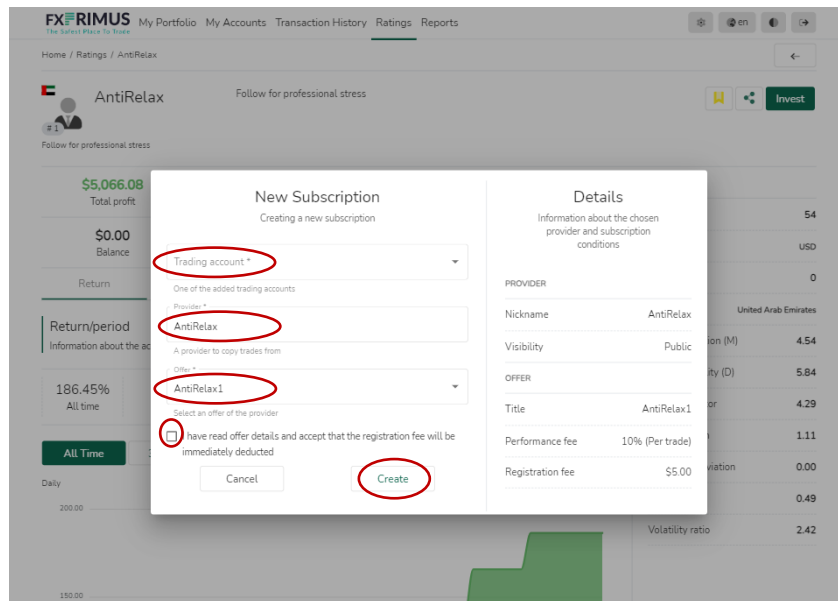 FXPRIMUS My Portfolio My Accounts Transaction History Ratings Reports en
The Safest Place To Trade
Home / Ratings / AntiRelax
AntiRelax
Follow for professional stress
Invest
#1
Follow for professional stress
$5,066.08
Total profit
$0.00
Balance
Return
Return/period
Information about the ac
186.45%
All time
All Time
Daily
200.00
150.00
New Subscription
Creating a new subscription
Trading account *
One of the added trading accounts
Provider *
AntiRelax
A provider to copy trades from
Offer *
AntiRelax1
Select an offer of the provider
I have read offer details and accept that the registration fee will be
immediately deducted
Cancel Create
Details
Information about the chosen
provider and subscription
conditions
PROVIDER
Nickname AntiRelax
Visibility Public
OFFER
Title AntiRelax1
Performance fee 10% (Per trade)
Registration fee $5.00
54
USD
0
United Arab Emirates
ion (M) 4.54
ity (D) 5.84
or 4.29
1.11
viation 0.00
0.49
Volatility ratio 2.42